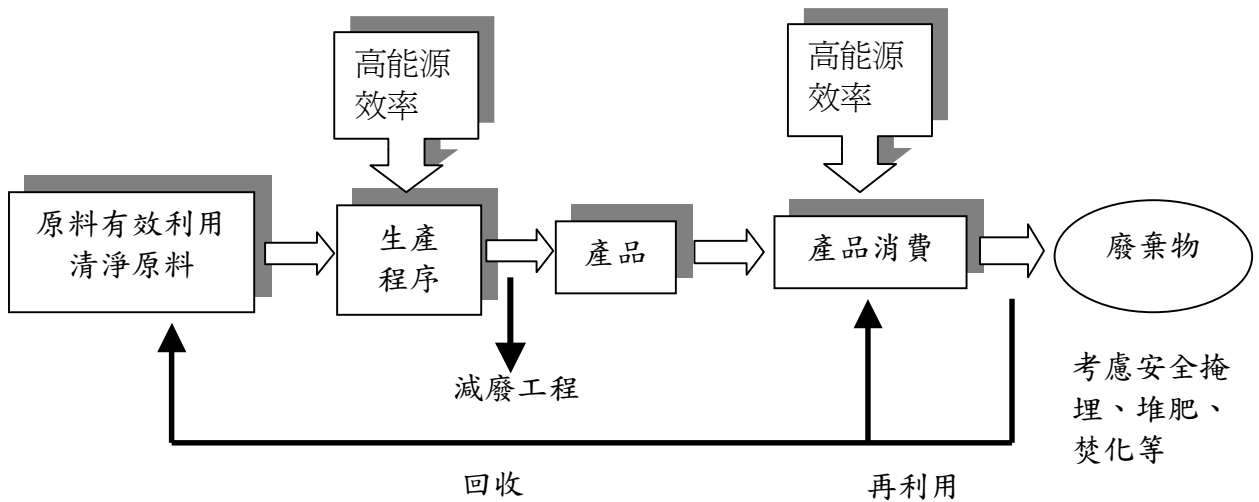 高能源
效率
高能源
效率
原料有效利用
清淨原料
生產
程序
產品
產品消費
廢棄物
減廢工程
考慮安全掩
埋、堆肥、
焚化等
回收
再利用